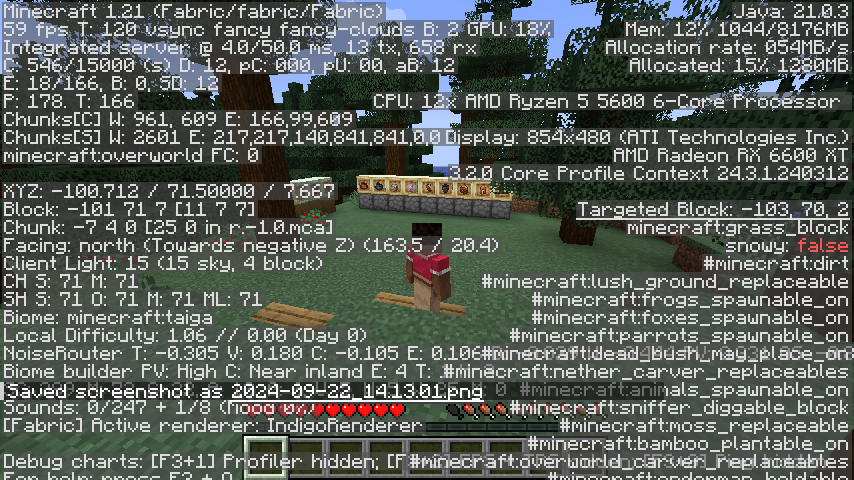 Minecraft 1.21 (Fabric/fabric/Fabric)
59 fps T: 120 vsync fancy fancy-clouds B: 2 GPU: 18%
Integrated server @ 4.0/50.0 ms, 13 tx, 658 rx
C: 546/15000 (s) D: 12, pC: 000, pU: 00, aB: 12
E: 18/166, B: 0, SD: 12
P: 178. T: 166
Chunks[C] W: 961, 609 E: 166,99,609
Chunks[S] W: 2601 E: 217,217,140,841,841,0,0
minecraft:overworld FC: 0
XYZ: -100.712 / 71.50000 / 7.667
Block: -101 71 7 [11 7 7]
Chunk: -7 4 0 [25 0 in r.-1.0.mca]
Facing: north (Towards negative Z) (163.5 / 20.4)
Client Light: 15 (15 sky, 4 block)
CH S: 71 M: 71
SH S: 71 O: 71 M: 71 ML: 71
Biome: minecraft:taiga
Local Difficulty: 1.06 // 0.00 (Day 0)
NoiseRouter T: -0.305 V: 0.180 C: -0.105 E: 0.106
Biome builder PV: High C: Near inland E: 4 T:
Saved screenshot as 2024-09-22_14.13.01.png
Sounds: 0/247 + 1/8
[Fabric] Active renderer: IndigoRenderer
Debug charts: [F3+1] Profiler hidden; [F
For help: press F3 + Q
Java: 21.0.3
Mem: 12% 1044/8176MB
Allocation rate: 054MB/s
Allocated: 15% 1280MB
CPU: 12x AMD Ryzen 5 5600 6-Core Processor
Display: 854x480 (ATI Technologies Inc.)
AMD Radeon RX 6600 XT
3.2.0 Core Profile Context 24.3.1.240312
Targeted Block: -103, 70, 2
minecraft:grass_block
snowy: false
#minecraft:dirt
#minecraft:lush_ground_replaceable
#minecraft:frogs_spawnable_on
#minecraft:foxes_spawnable_on
#minecraft:parrots_spawnable_on
#minecraft:nether_carver_replaceables
#minecraft:animals_spawnable_on
#minecraft:sniffer_diggable_block
#minecraft:moss_replaceable
#minecraft:bamboo_plantable_on
#minecraft:overworld_carver_replaceables
#minecraft:enderman_holdable